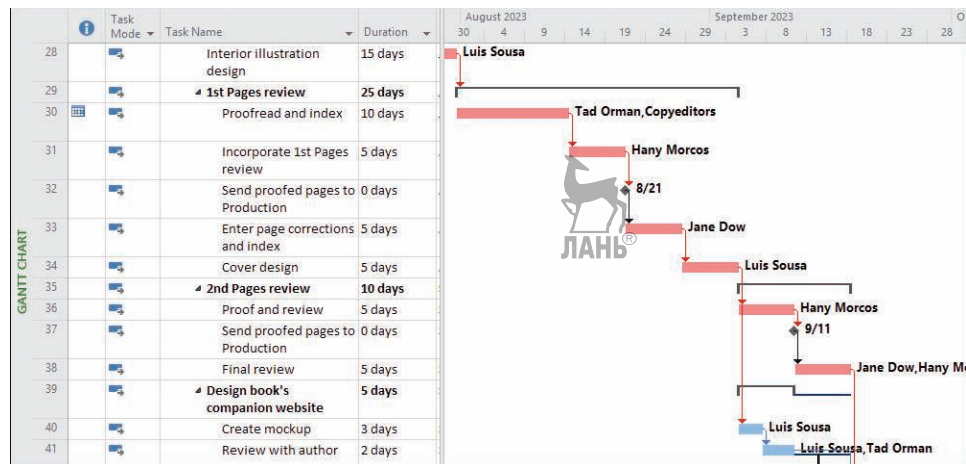 August 2023 September 2023 O
Task Mode Task Name Duration 30 4 9 14 19 24 29 3 8 13 18 23 28
28 Interior illustration design 15 days Luis Sousa
29 1st Pages review 25 days
30 Proofread and index 10 days Tad Orman,Copyeditors
31 Incorporate 1st Pages review 5 days Hany Morcos
32 Send proofed pages to Production 0 days 8/21
33 Enter page corrections and index 5 days Jane Dow
34 Cover design 5 days Luis Sousa
35 2nd Pages review 10 days
36 Proof and review 5 days Hany Morcos
37 Send proofed pages to Production 0 days 9/11
38 Final review 5 days Jane Dow,Hany M
39 Design book's companion website 5 days
40 Create mockup 3 days Luis Sousa
41 Review with author 2 days Luis Sousa,Tad Orman
GANTT CHART
ЛАНЬ®